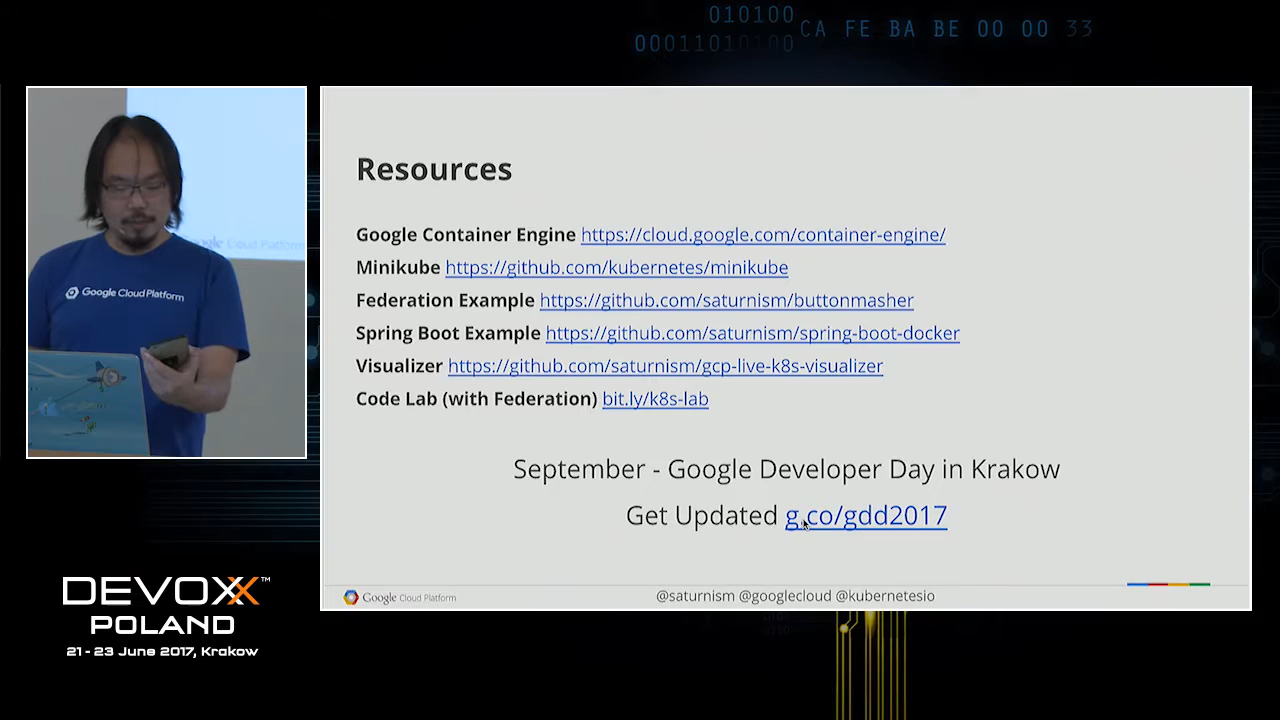 010100
00011010100
CA FE BA BE 00 00 33
Google Cloud Platform
Resources
Google Container Engine https://cloud.google.com/container-engine/
Minikube https://github.com/kubernetes/minikube
Federation Example https://github.com/saturnism/buttonmasher
Spring Boot Example https://github.com/saturnism/spring-boot-docker
Visualizer https://github.com/saturnism/gcp-live-k8s-visualizer
Code Lab (with Federation) bit.ly/k8s-lab
September - Google Developer Day in Krakow
Get Updated g.co/gdd2017
Google Cloud Platform
@saturnism @googlecloud @kubernetesio
DEVOXX™
POLAND
21 - 23 June 2017, Krakow